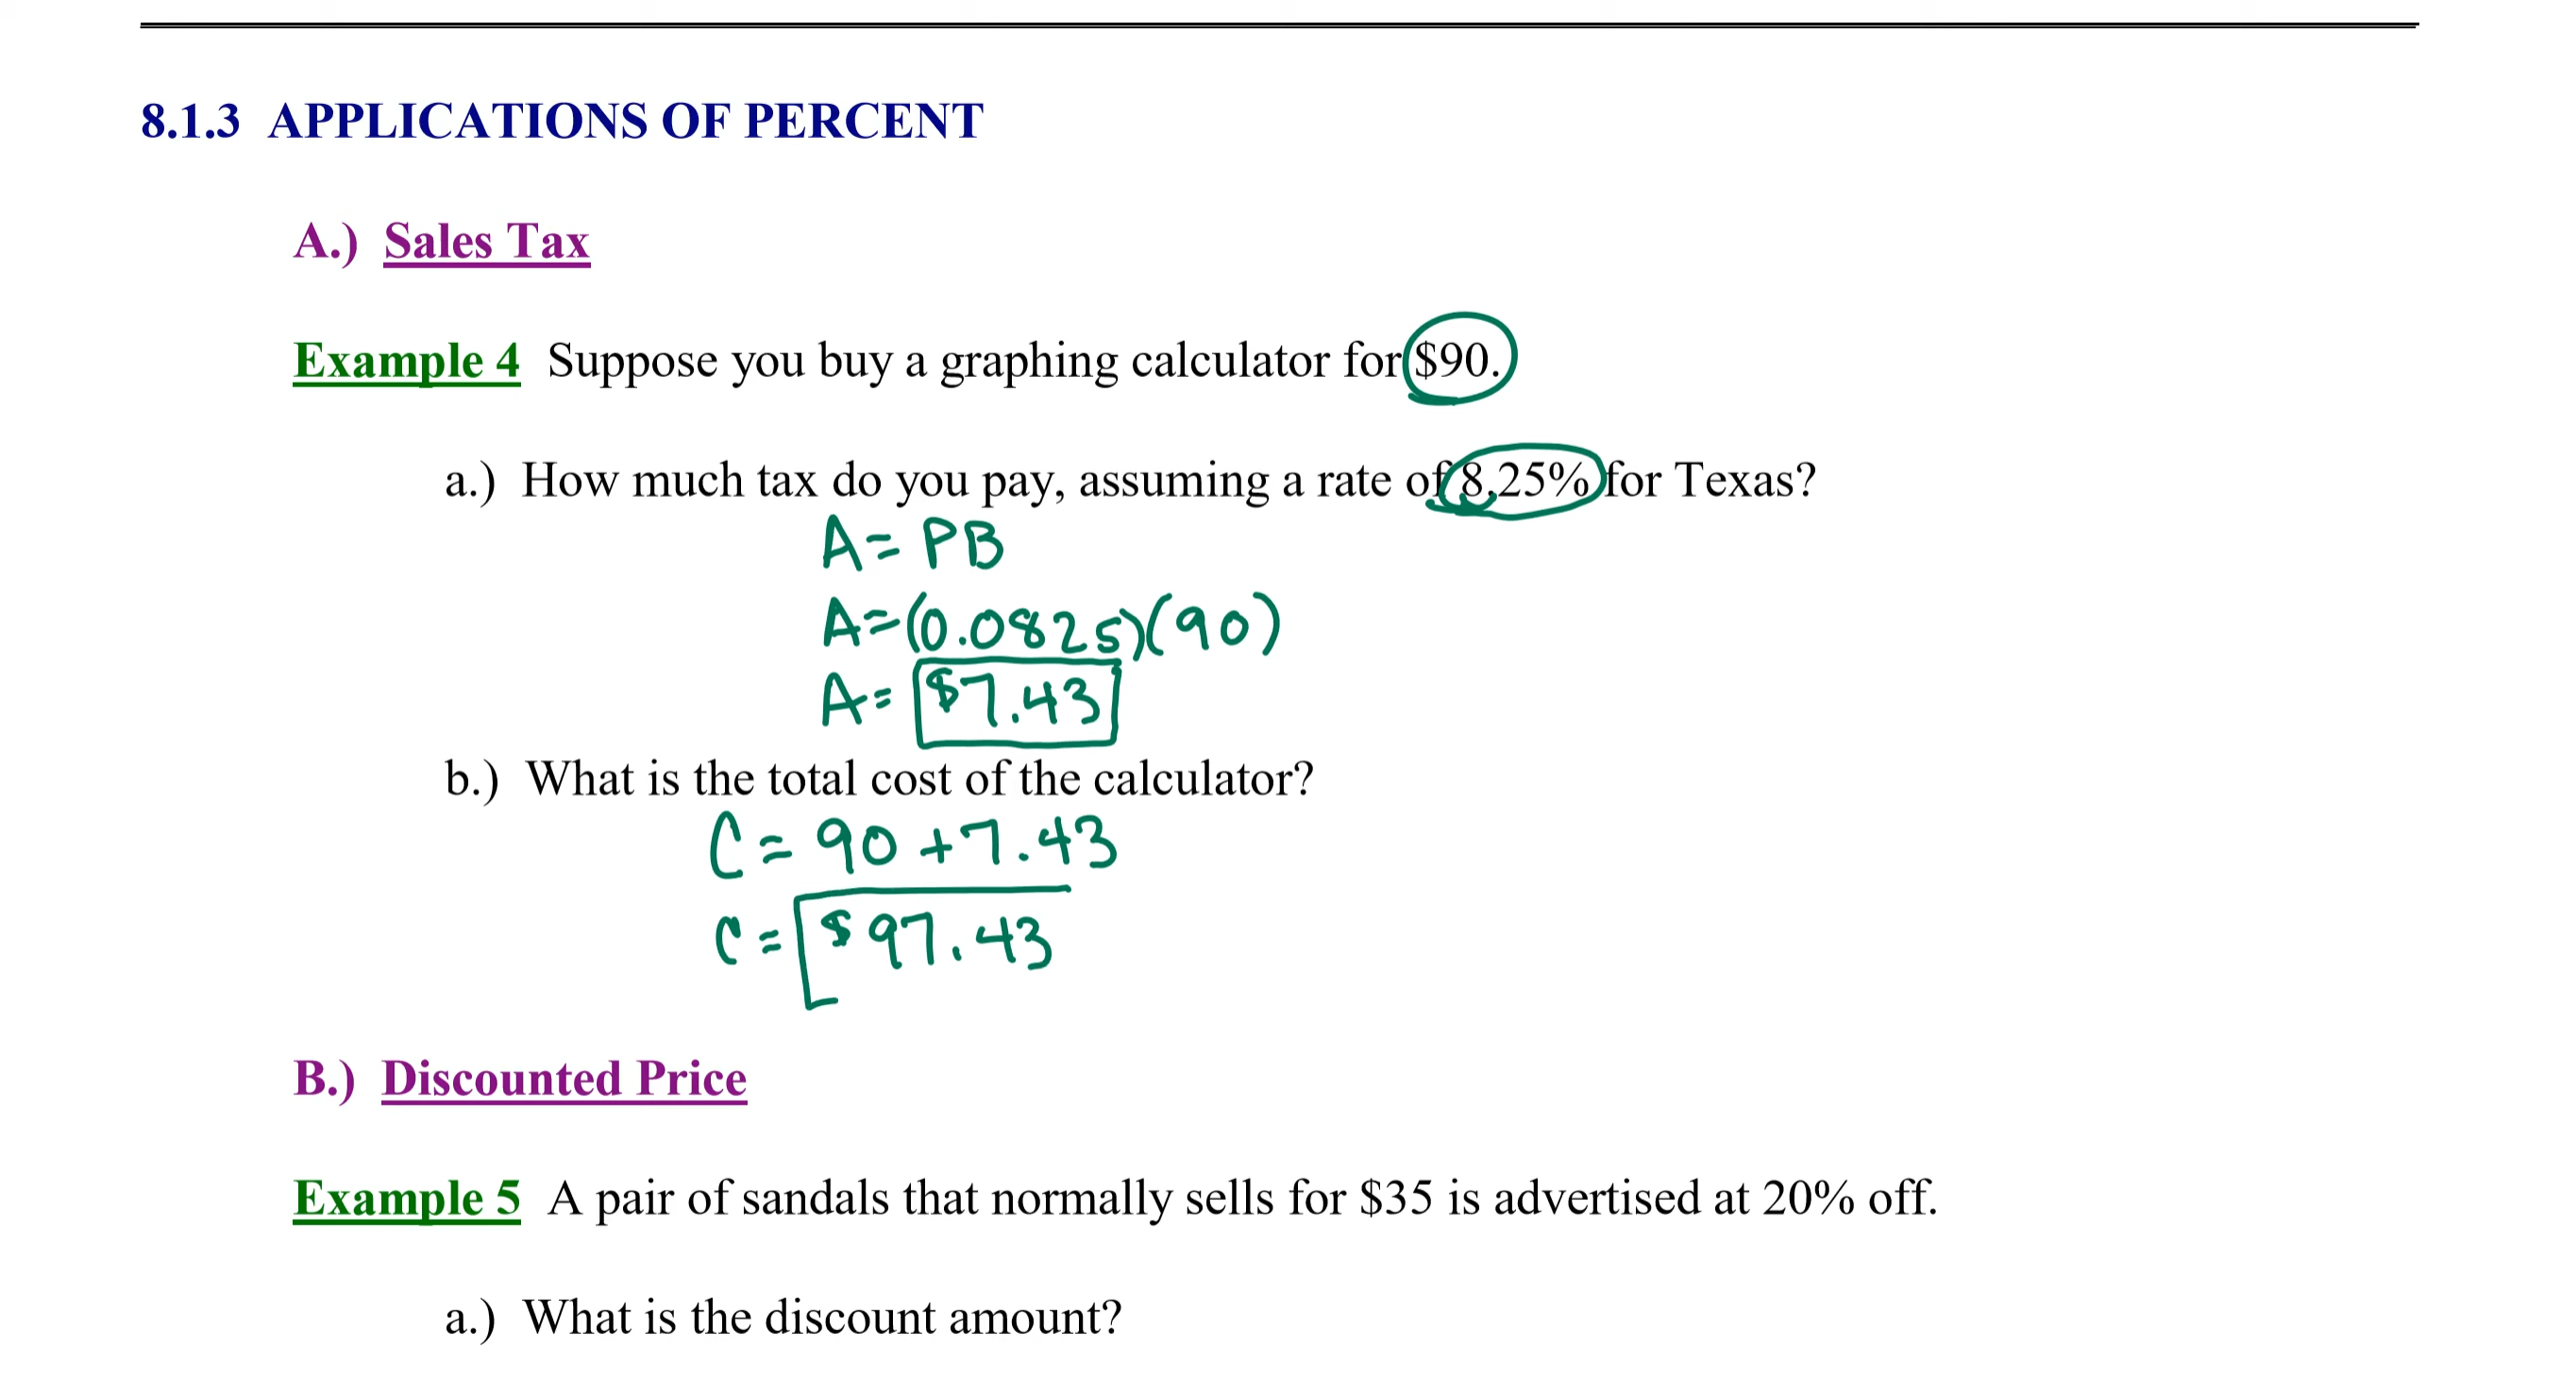 8.1.3 APPLICATIONS OF PERCENT
A.) Sales Tax
Example 4 Suppose you buy a graphing calculator for $90.
a.) How much tax do you pay, assuming a rate of 8.25% for Texas?
A = PB
A = (0.0825)(90)
A = $7.43
b.) What is the total cost of the calculator?
C = 90 + 7.43
C = $97.43
B.) Discounted Price
Example 5 A pair of sandals that normally sells for $35 is advertised at 20% off.
a.) What is the discount amount?